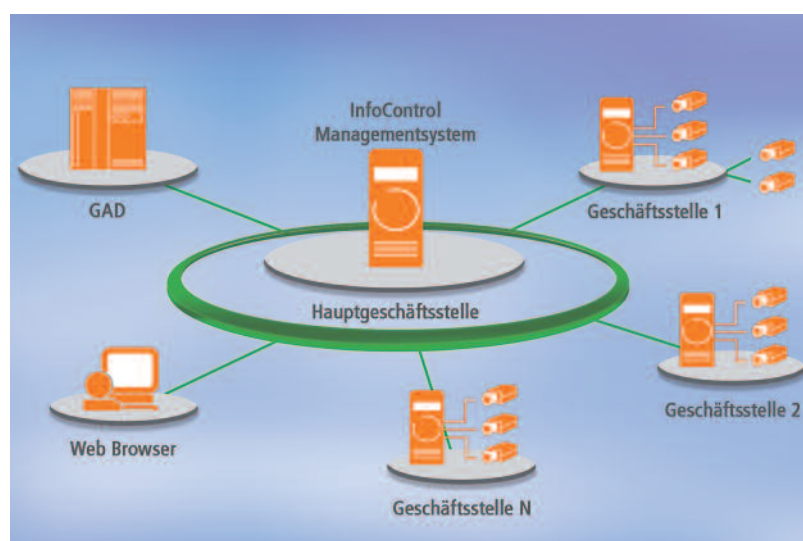 InfoControl
Managementsystem
GAD
Geschäftsstelle 1
Hauptgeschäftsstelle
Geschäftsstelle 2
Web Browser
Geschäftsstelle N